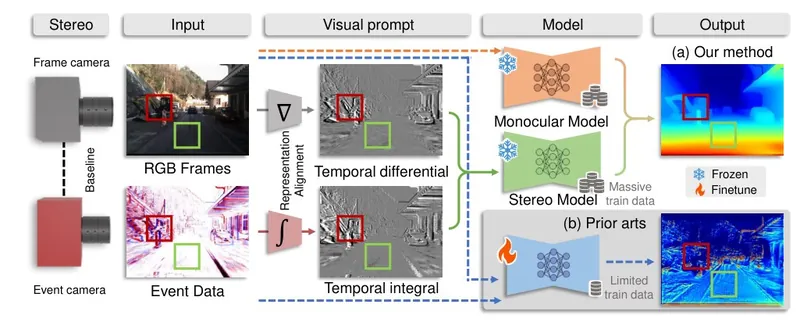 Stereo
Input
Visual prompt
Model
Output
Frame camera
Baseline
Event camera
RGB Frames
Event Data
∇
∫
Representation
Alignment
Temporal differential
Temporal integral
Monocular Model
Stereo Model
Massive
train data
(a) Our method
Frozen
Finetune
(b) Prior arts
Limited
train data